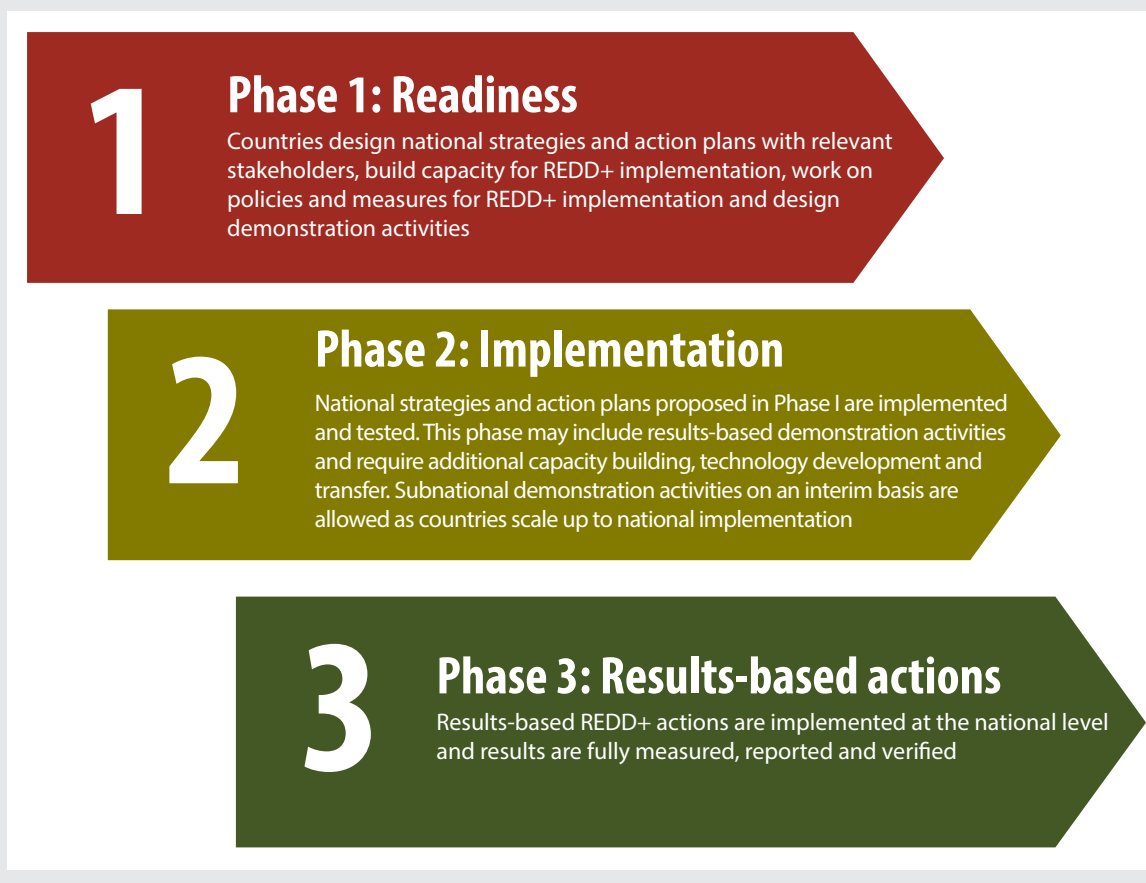 1
Phase 1: Readiness
Countries design national strategies and action plans with relevant
stakeholders, build capacity for REDD+ implementation, work on
policies and measures for REDD+ implementation and design
demonstration activities
2
Phase 2: Implementation
National strategies and action plans proposed in Phase I are implemented
and tested. This phase may include results-based demonstration activities
and require additional capacity building, technology development and
transfer. Subnational demonstration activities on an interim basis are
allowed as countries scale up to national implementation
3
Phase 3: Results-based actions
Results-based REDD+ actions are implemented at the national level
and results are fully measured, reported and verified